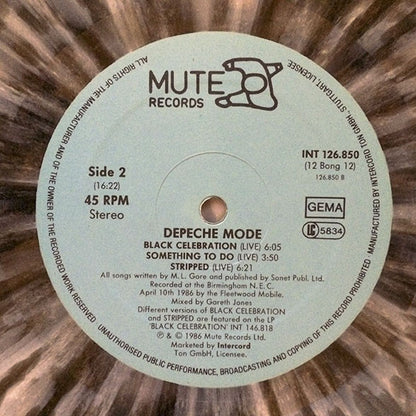 MUTE
RECORDS
ALL RIGHTS OF THE MANUFACTURER AND OF THE OWNER OF THE RECORDED WORK RESERVED.
UNAUTHORISED PUBLIC PERFORMANCE, BROADCASTING AND COPYING OF THIS RECORD PROHIBITED.
MANUFACTURED BY INTERCORD TON GMBH., STUTTGART, LICENSEE.
Side 2
(16:22)
45 RPM
Stereo
INT 126.850
(12 Bong 12)
126.850 B
GEMA
LC 5834
DEPECHE MODE
BLACK CELEBRATION (LIVE) 6:05
SOMETHING TO DO (LIVE) 3:50
STRIPPED (LIVE) 6:21
All songs written by M.L. Gore and published by Sonet Publ. Ltd.
Recorded at the Birmingham N.E.C.
April 10th 1986 by the Fleetwood Mobile.
Mixed by Gareth Jones
Different versions of BLACK CELEBRATION
and STRIPPED are featured on the LP
'BLACK CELEBRATION' INT 146.818
℗ & © 1986 Mute Records Ltd.
Marketed by Intercord
Ton GmbH, Licensee.